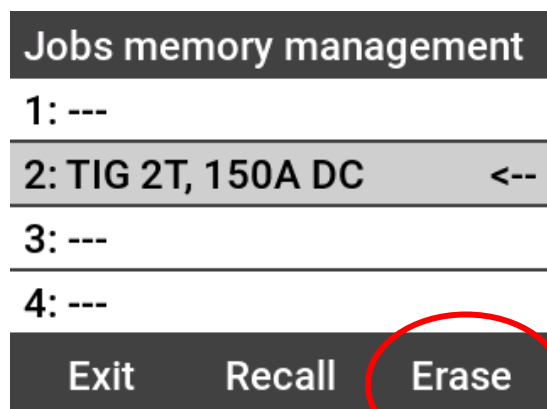 Jobs memory management
1: ---
2: TIG 2T, 150A DC <--
3: ---
4: ---
Exit Recall Erase